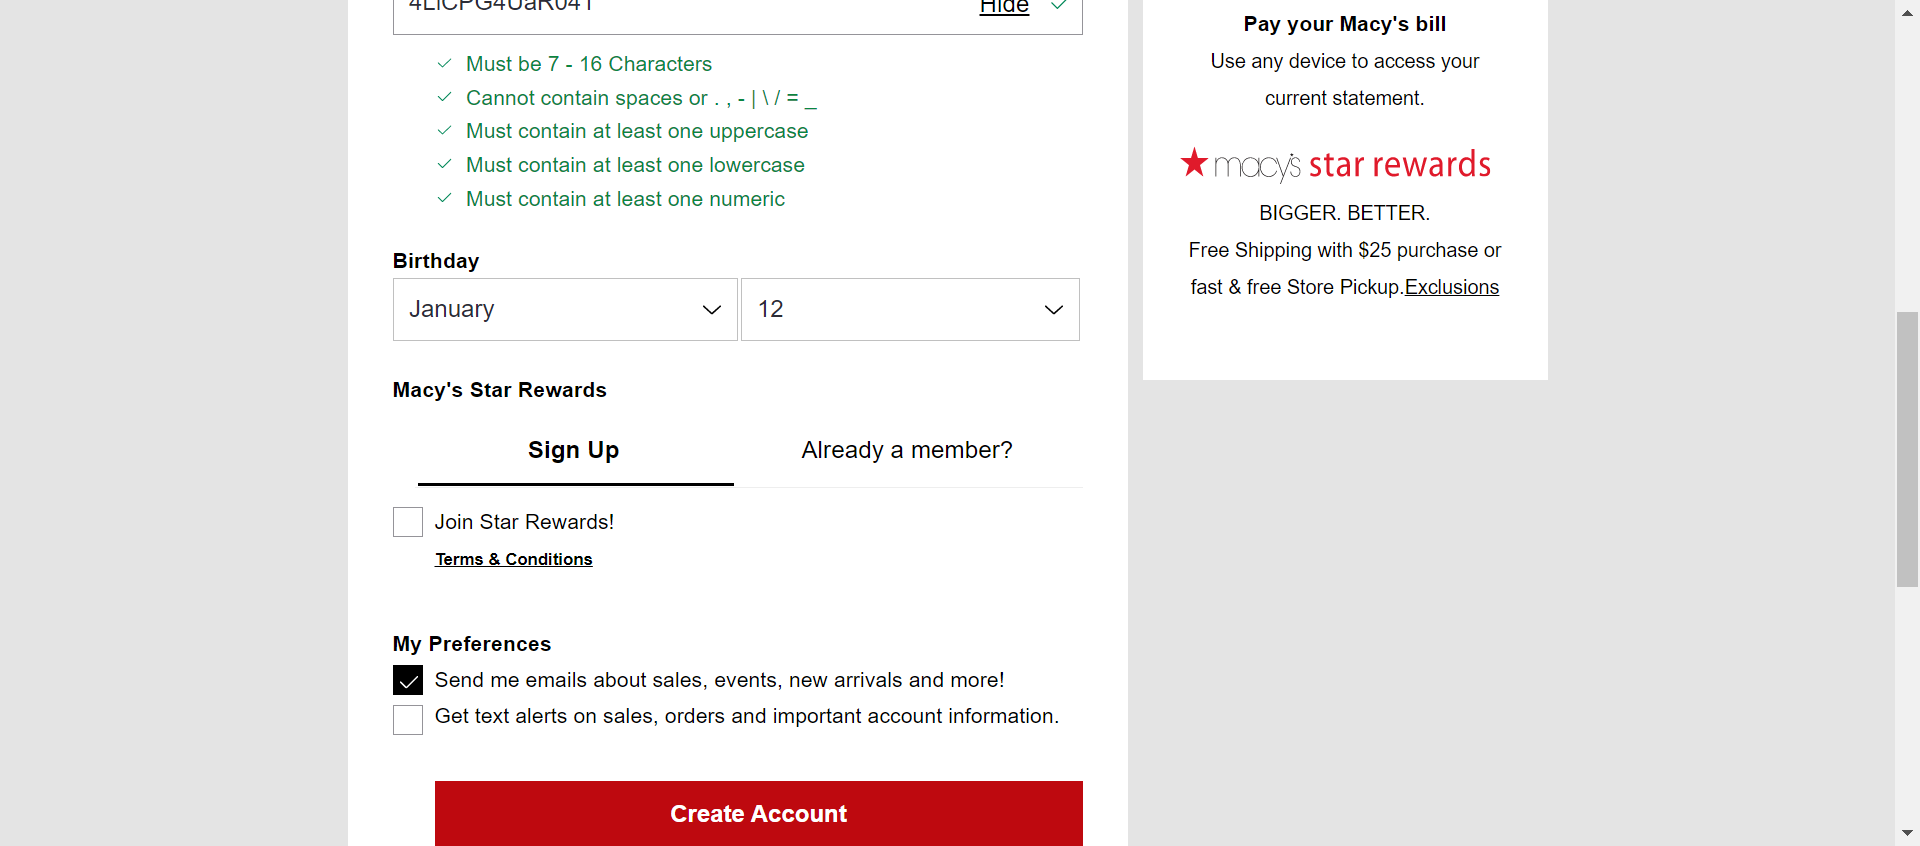 Hide
Must be 7 - 16 Characters
Cannot contain spaces or . , - | \ / = _
Must contain at least one uppercase
Must contain at least one lowercase
Must contain at least one numeric
Birthday
January
12
Macy's Star Rewards
Sign Up
Already a member?
Join Star Rewards!
Terms & Conditions
My Preferences
Send me emails about sales, events, new arrivals and more!
Get text alerts on sales, orders and important account information.
Create Account
Pay your Macy's bill
Use any device to access your
current statement.
macy's star rewards
BIGGER. BETTER.
Free Shipping with $25 purchase or
fast & free Store Pickup.Exclusions